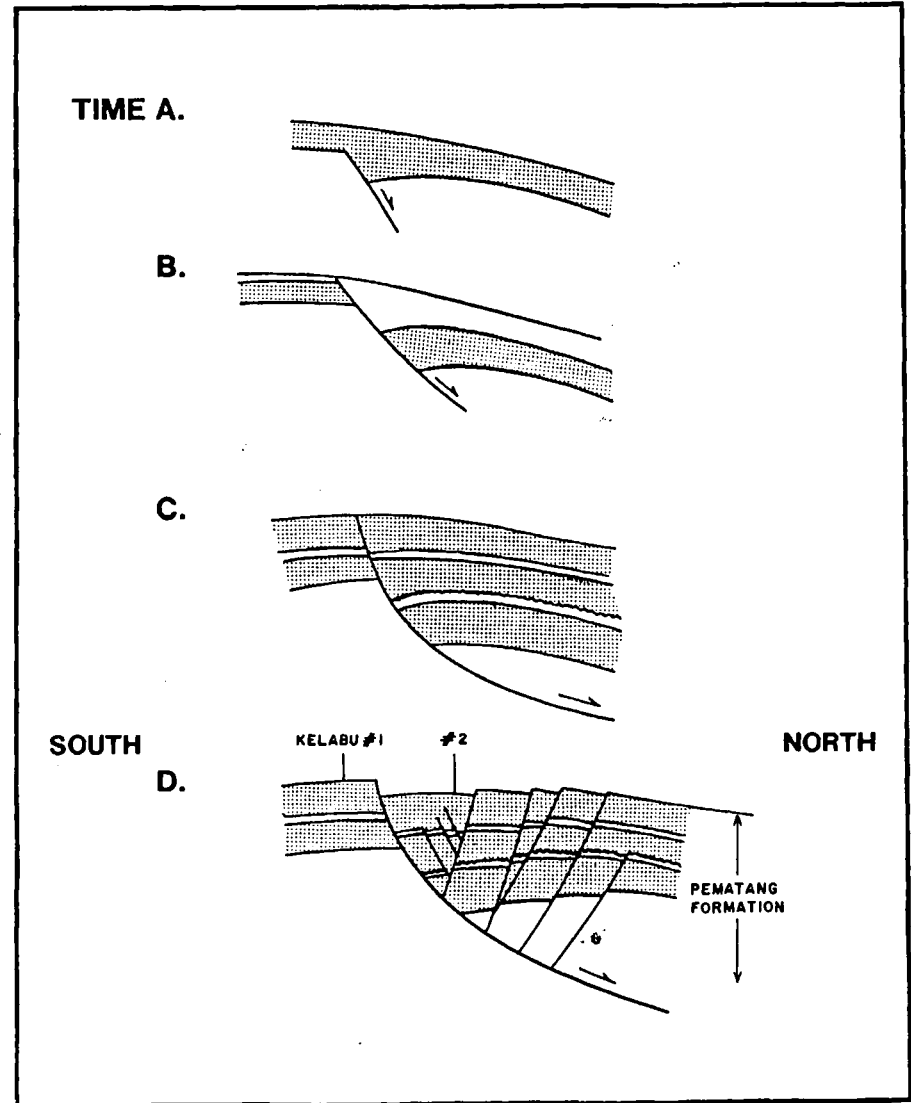 TIME A.
B.
C.
SOUTH
KELABU #1
#2
NORTH
D.
PEMATANG
FORMATION